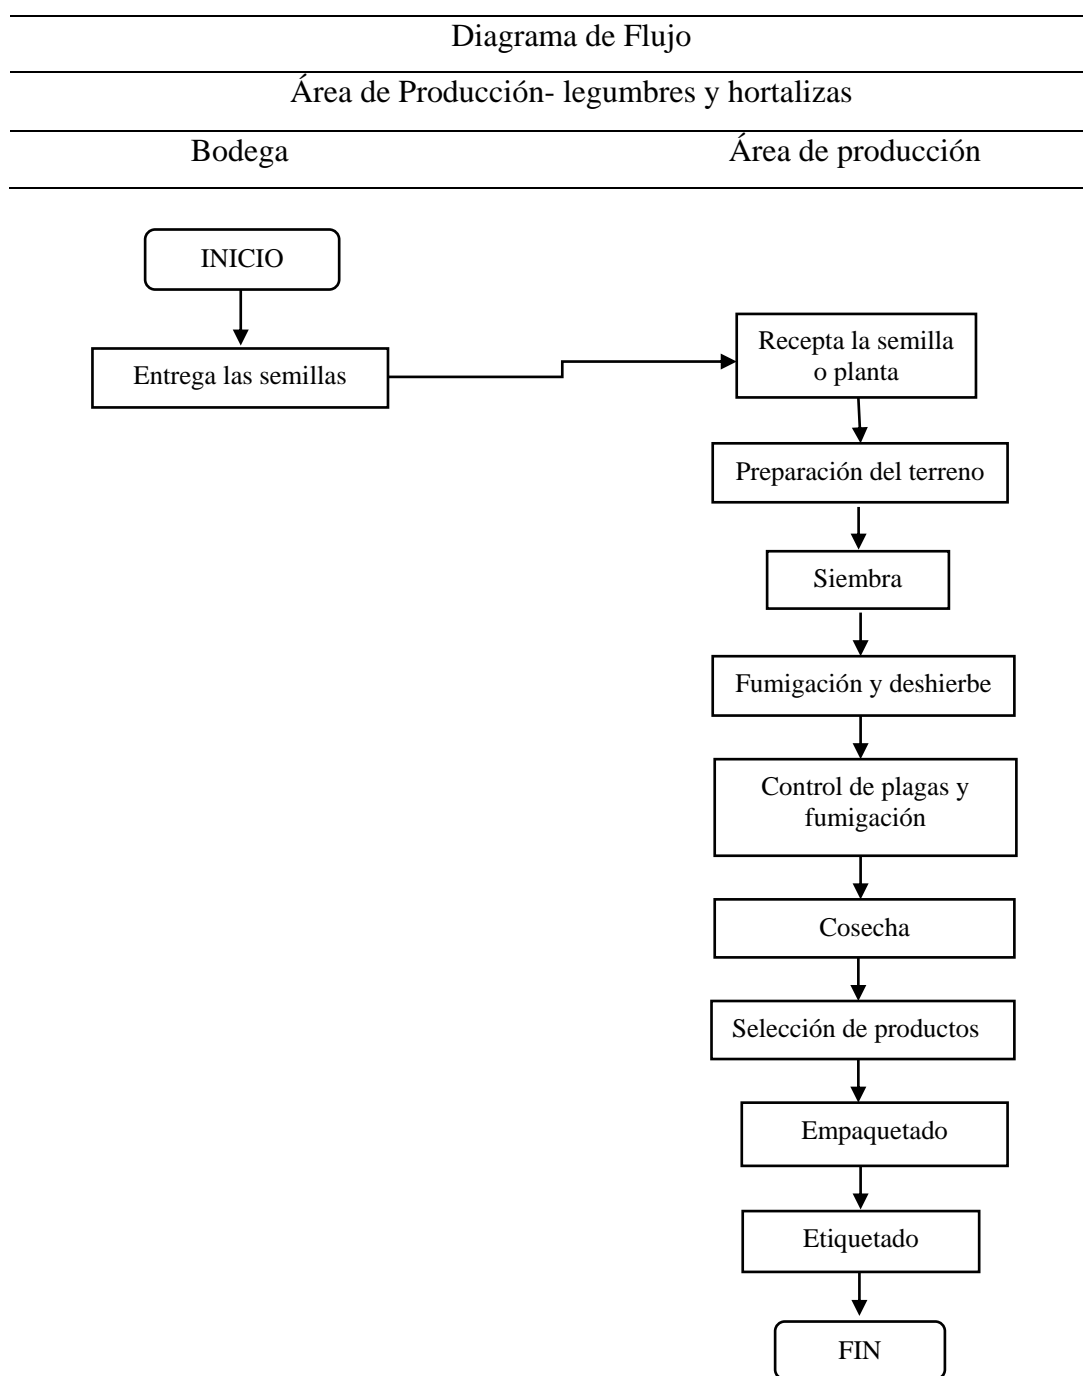 Diagrama de Flujo
Área de Producción- legumbres y hortalizas
Bodega
Área de producción
INICIO
Entrega las semillas
Recepta la semilla
o planta
Preparación del terreno
Siembra
Fumigación y deshierbe
Control de plagas y
fumigación
Cosecha
Selección de productos
Empaquetado
Etiquetado
FIN